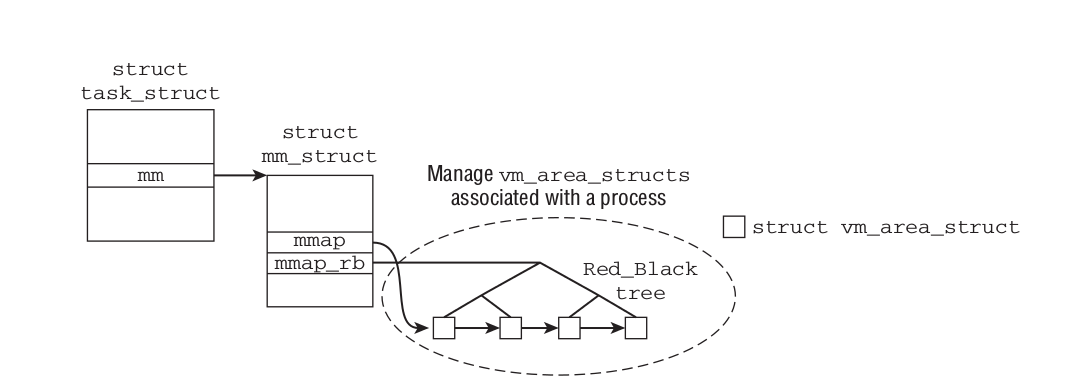 struct
task_struct
mm
struct
mm_struct
mmap
mmap_rb
Manage vm_area_structs
associated with a process
Red_Black
tree
struct vm_area_struct